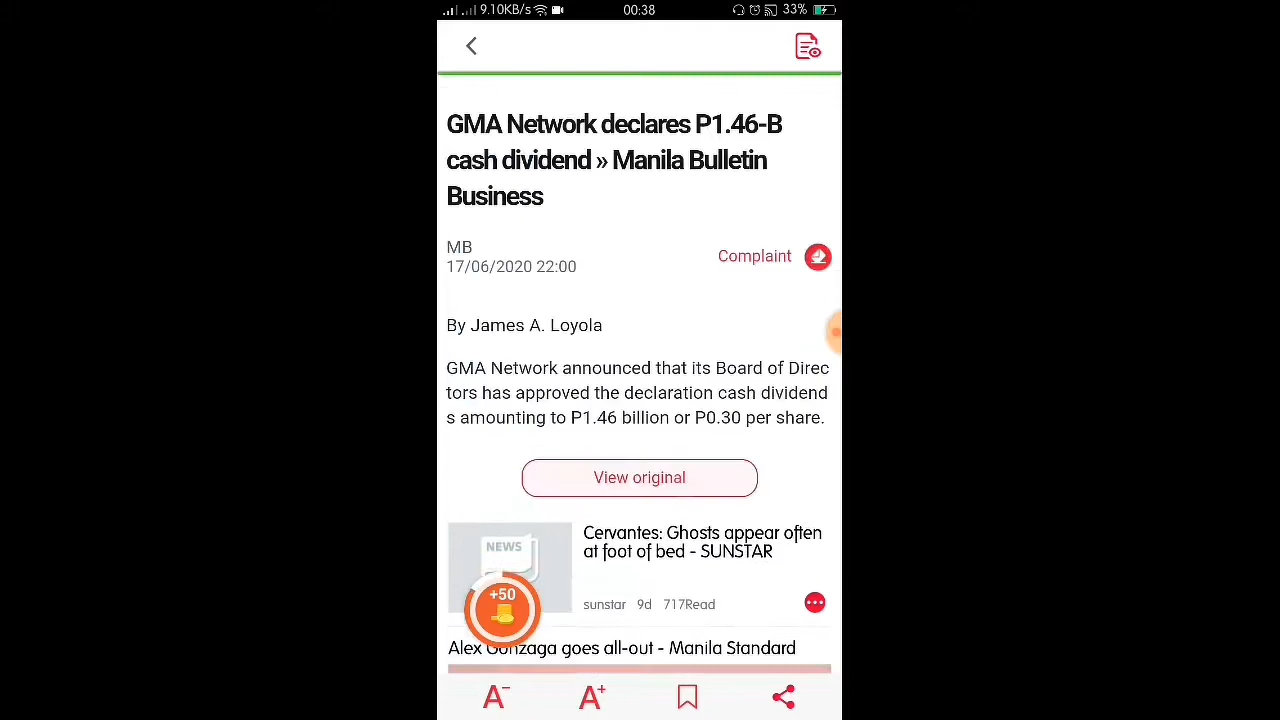 9.10KB/s 00:38 33%
GMA Network declares P1.46-B
cash dividend » Manila Bulletin
Business
MB
17/06/2020 22:00
Complaint
By James A. Loyola
GMA Network announced that its Board of Direc
tors has approved the declaration cash dividend
s amounting to P1.46 billion or P0.30 per share.
View original
NEWS
Cervantes: Ghosts appear often
at foot of bed - SUNSTAR
+50
sunstar 9d 717Read
Alex Gonzaga goes all-out - Manila Standard
A- A+